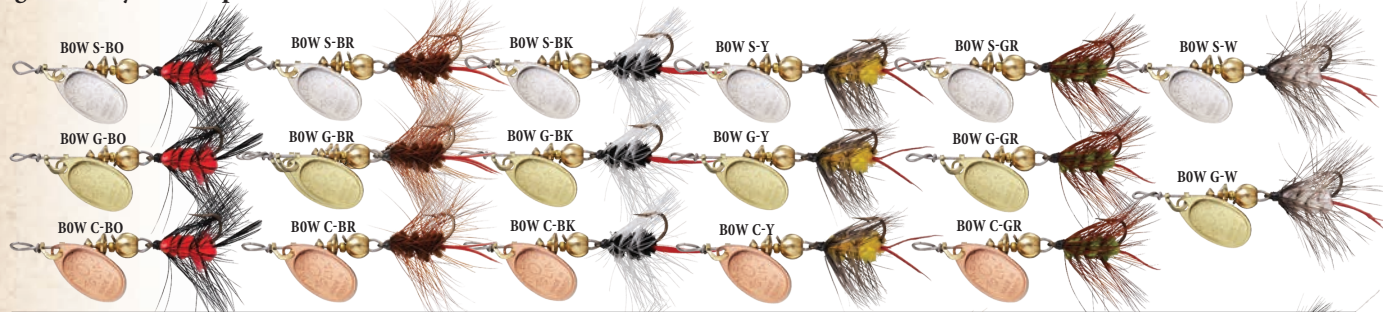 B0W S-BO
B0W S-BR
B0W S-BK
B0W S-Y
B0W S-GR
B0W S-W
B0W G-BO
B0W G-BR
B0W G-BK
B0W G-Y
B0W G-GR
B0W G-W
B0W C-BO
B0W C-BR
B0W C-BK
B0W C-Y
B0W C-GR